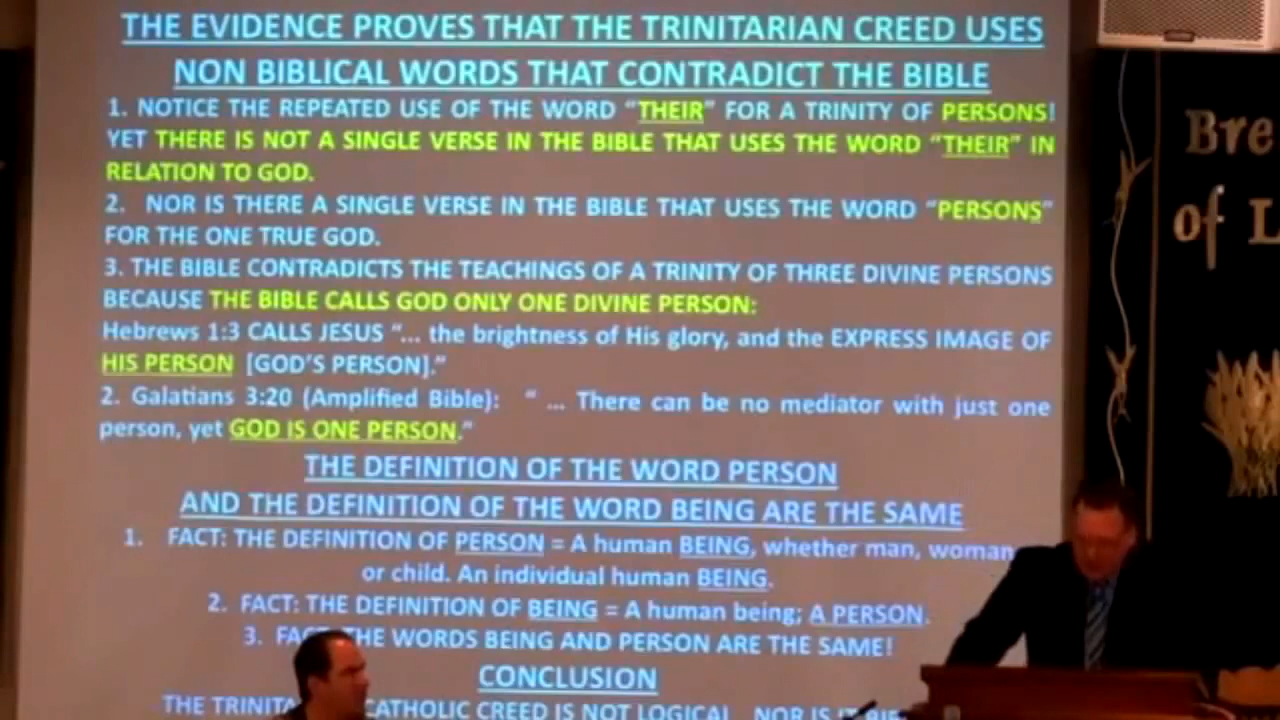 THE EVIDENCE PROVES THAT THE TRINITARIAN CREED USES
NON BIBLICAL WORDS THAT CONTRADICT THE BIBLE
1. NOTICE THE REPEATED USE OF THE WORD “THEIR” FOR A TRINITY OF PERSONS!
YET THERE IS NOT A SINGLE VERSE IN THE BIBLE THAT USES THE WORD “THEIR” IN
RELATION TO GOD.
2. NOR IS THERE A SINGLE VERSE IN THE BIBLE THAT USES THE WORD “PERSONS”
FOR THE ONE TRUE GOD.
3. THE BIBLE CONTRADICTS THE TEACHINGS OF A TRINITY OF THREE DIVINE PERSONS
BECAUSE THE BIBLE CALLS GOD ONLY ONE DIVINE PERSON:
Hebrews 1:3 CALLS JESUS “... the brightness of His glory, and the EXPRESS IMAGE OF
HIS PERSON [GOD’S PERSON].”
2. Galatians 3:20 (Amplified Bible): “ ... There can be no mediator with just one
person, yet GOD IS ONE PERSON.”
THE DEFINITION OF THE WORD PERSON
AND THE DEFINITION OF THE WORD BEING ARE THE SAME
1. FACT: THE DEFINITION OF PERSON = A human BEING, whether man, woman
or child. An individual human BEING.
2. FACT: THE DEFINITION OF BEING = A human being; A PERSON.
3. FACT THE WORDS BEING AND PERSON ARE THE SAME!
CONCLUSION
THE TRINITA CATHOLIC CREED IS NOT LOGICAL NOR IS
Bre
of L